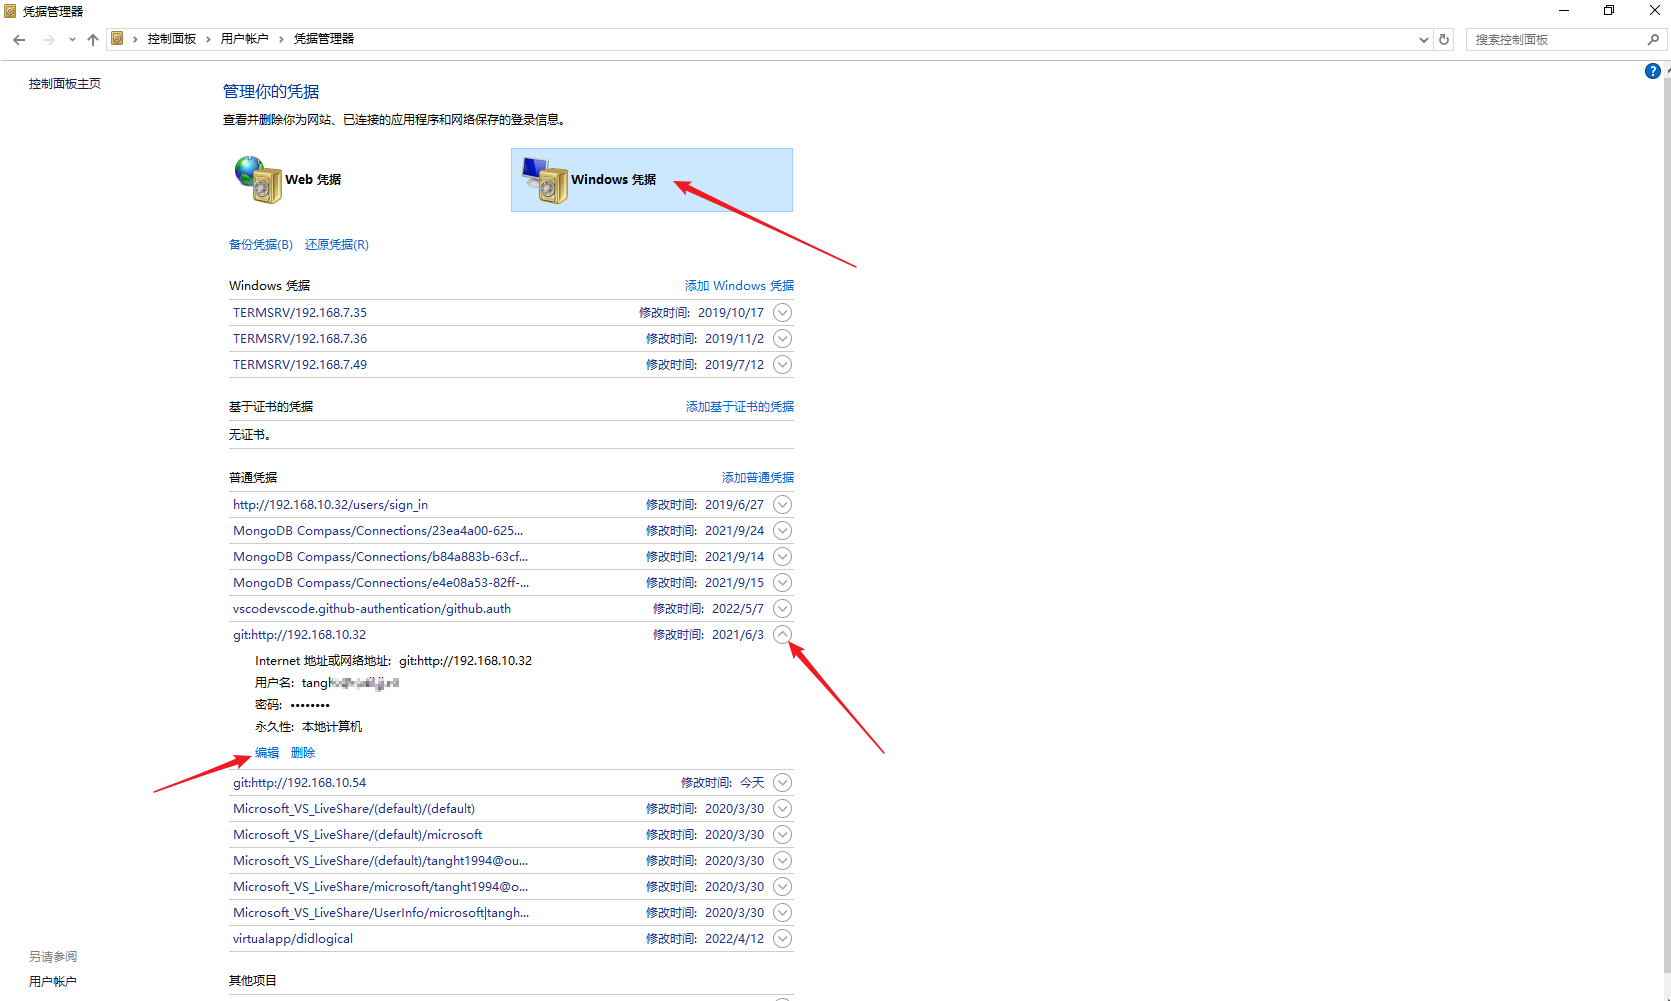 凭据管理器
控制面板 › 用户帐户 › 凭据管理器
搜索控制面板
控制面板主页
管理你的凭据
查看并删除你为网站、已连接的应用程序和网络保存的登录信息。
Web 凭据
Windows 凭据
备份凭据(B) 还原凭据(R)
Windows 凭据 添加 Windows 凭据
TERMSRV/192.168.7.35 修改时间: 2019/10/17
TERMSRV/192.168.7.36 修改时间: 2019/11/2
TERMSRV/192.168.7.49 修改时间: 2019/7/12
基于证书的凭据 添加基于证书的凭据
无证书。
普通凭据 添加普通凭据
http://192.168.10.32/users/sign_in 修改时间: 2019/6/27
MongoDB Compass/Connections/23ea4a00-625... 修改时间: 2021/9/24
MongoDB Compass/Connections/b84a883b-63cf... 修改时间: 2021/9/14
MongoDB Compass/Connections/e4e08a53-82ff-... 修改时间: 2021/9/15
vscodevscode.github-authentication/github.auth 修改时间: 2022/5/7
git:http://192.168.10.32 修改时间: 2021/6/3
Internet 地址或网络地址: git:http://192.168.10.32
用户名: tang
密码: ••••••••
永久性: 本地计算机
编辑 删除
git:http://192.168.10.54 修改时间: 今天
Microsoft_VS_LiveShare/(default)/(default) 修改时间: 2020/3/30
Microsoft_VS_LiveShare/(default)/microsoft 修改时间: 2020/3/30
Microsoft_VS_LiveShare/(default)/tanght1994@ou... 修改时间: 2020/3/30
Microsoft_VS_LiveShare/microsoft/tanght1994@o... 修改时间: 2020/3/30
Microsoft_VS_LiveShare/UserInfo/microsoft|tangh... 修改时间: 2020/3/30
virtualapp/didlogical 修改时间: 2022/4/12
其他项目
另请参阅
用户帐户